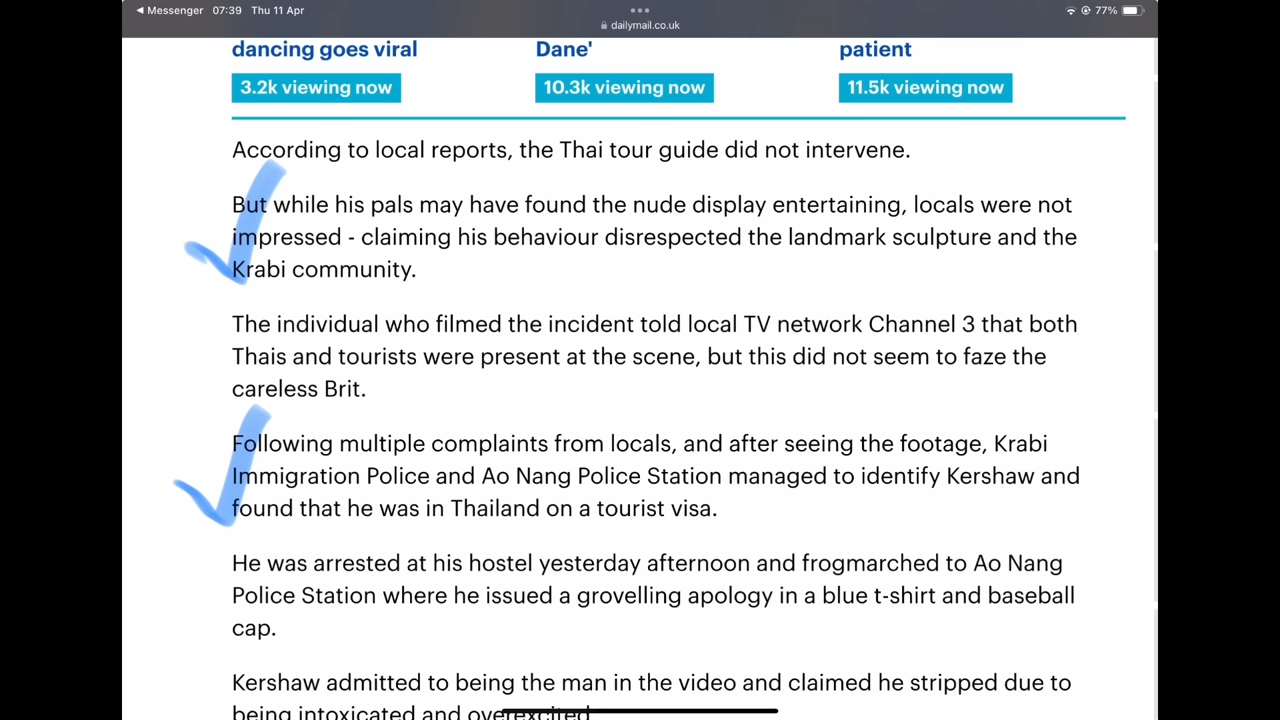 Messenger 07:39 Thu 11 Apr
77%
dailymail.co.uk
dancing goes viral
Dane'
patient
3.2k viewing now
10.3k viewing now
11.5k viewing now
According to local reports, the Thai tour guide did not intervene.
But while his pals may have found the nude display entertaining, locals were not
impressed - claiming his behaviour disrespected the landmark sculpture and the
Krabi community.
The individual who filmed the incident told local TV network Channel 3 that both
Thais and tourists were present at the scene, but this did not seem to faze the
careless Brit.
Following multiple complaints from locals, and after seeing the footage, Krabi
Immigration Police and Ao Nang Police Station managed to identify Kershaw and
found that he was in Thailand on a tourist visa.
He was arrested at his hostel yesterday afternoon and frogmarched to Ao Nang
Police Station where he issued a grovelling apology in a blue t-shirt and baseball
cap.
Kershaw admitted to being the man in the video and claimed he stripped due to
being intoxicated and overexcited